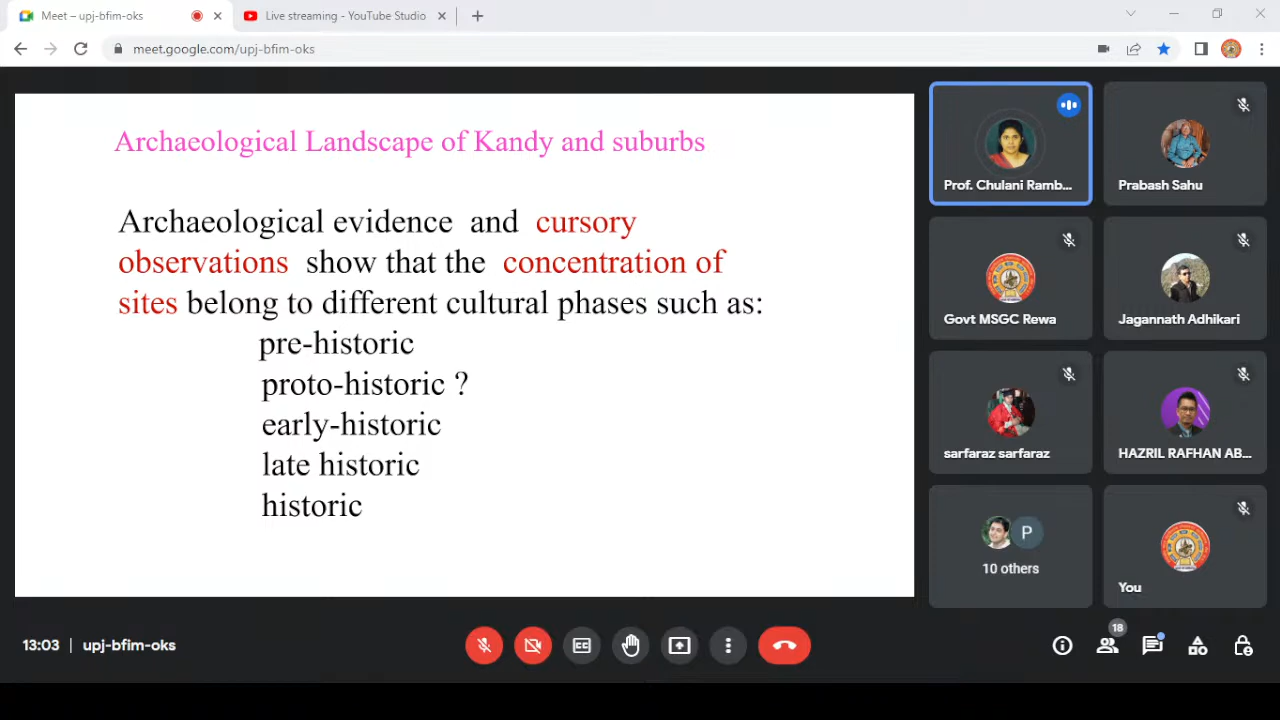 Meet – upj-bfim-oks
Live streaming - YouTube Studio
meet.google.com/upj-bfim-oks
Archaeological Landscape of Kandy and suburbs
Archaeological evidence and cursory
observations show that the concentration of
sites belong to different cultural phases such as:
pre-historic
proto-historic ?
early-historic
late historic
historic
Prof. Chulani Ramb...
Prabash Sahu
Govt MSGC Rewa
Jagannath Adhikari
sarfaraz sarfaraz
HAZRIL RAFHAN AB...
P
10 others
You
13:03 | upj-bfim-oks
CC
18